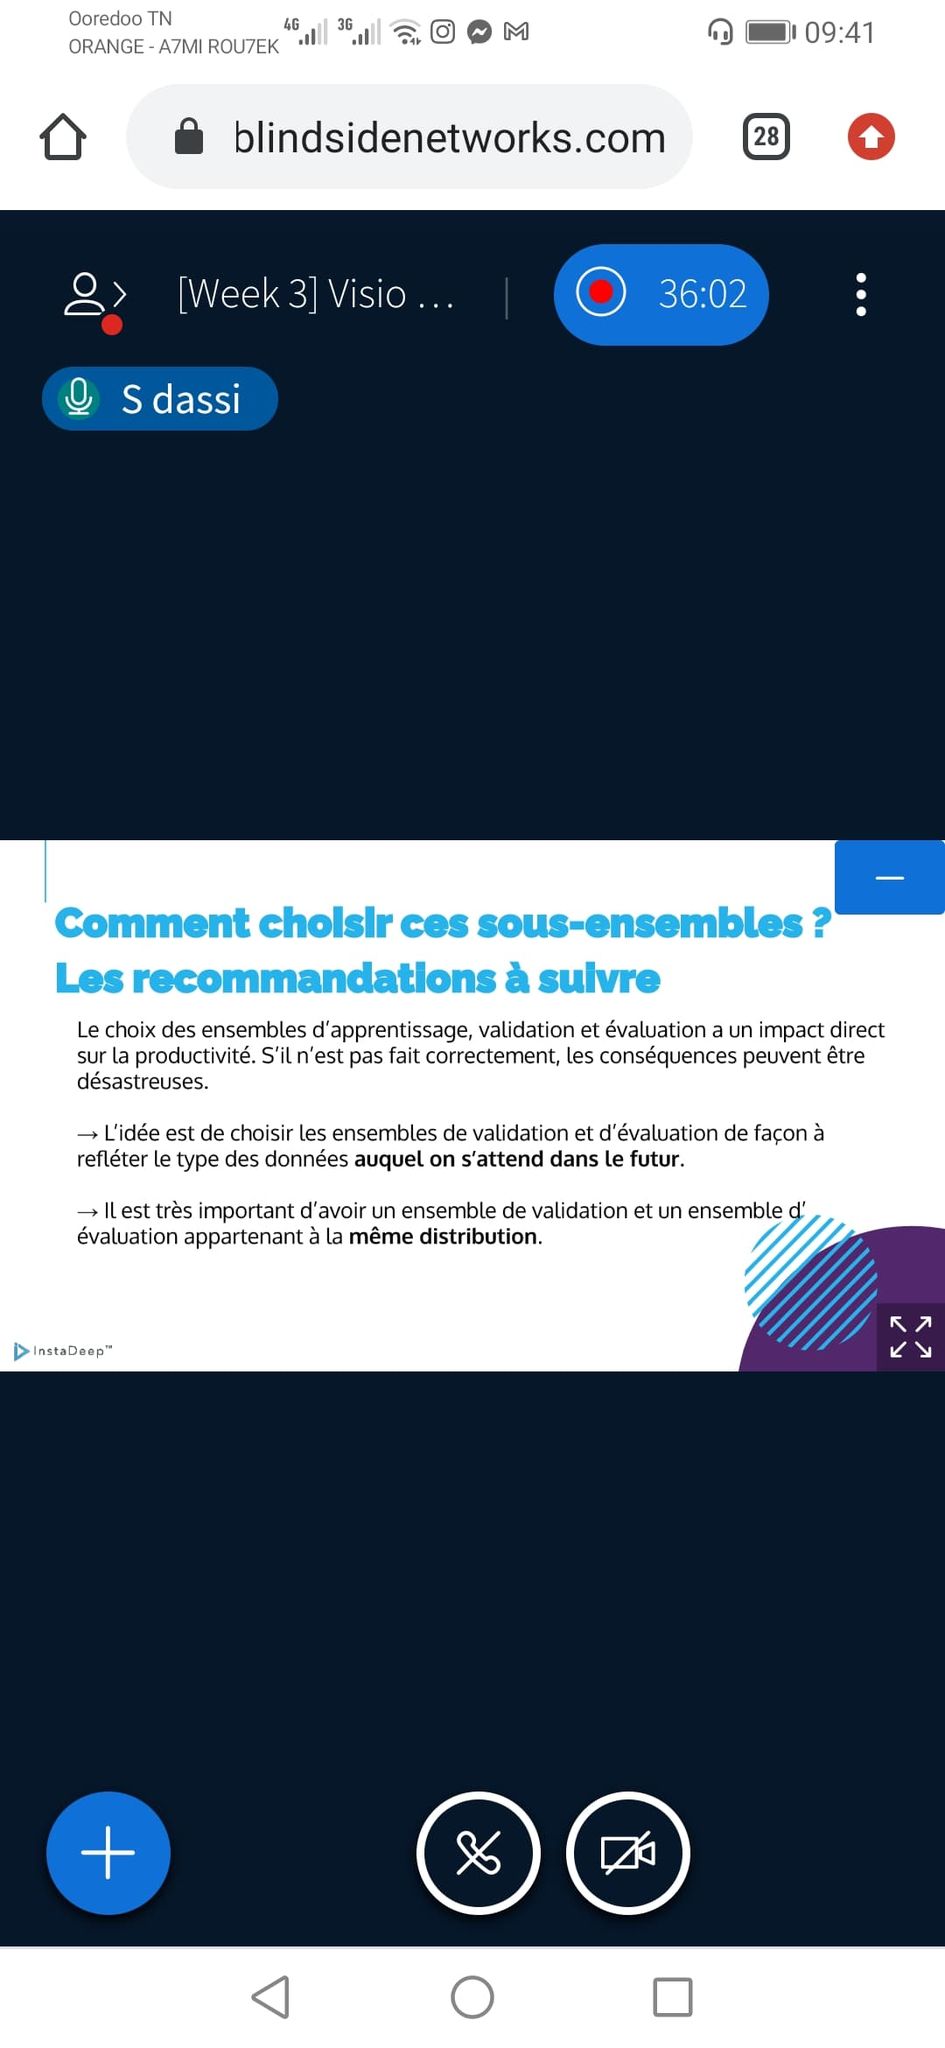 Ooredoo TN
ORANGE - A7MI ROU7EK
4G 3G
09:41
blindsidenetworks.com
28
[Week 3] Visio ...
36:02
S dassi
Comment choisir ces sous-ensembles ?
Les recommandations à suivre
Le choix des ensembles d'apprentissage, validation et évaluation a un impact direct
sur la productivité. S'il n'est pas fait correctement, les conséquences peuvent être
désastreuses.
→ L'idée est de choisir les ensembles de validation et d'évaluation de façon à
refléter le type des données auquel on s'attend dans le futur.
→ Il est très important d'avoir un ensemble de validation et un ensemble d'
évaluation appartenant à la même distribution.
InstaDeep™